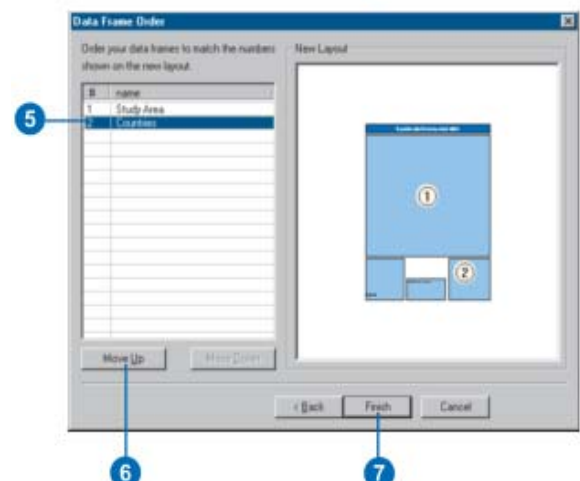 Data Frame Order
Order your data frames to match the numbers
shown on the new layout.
New Layout
# name
1 Study Area
5
2 Countries
1
2
Move Up
Move Down
< Back
Finish
Cancel
6
7